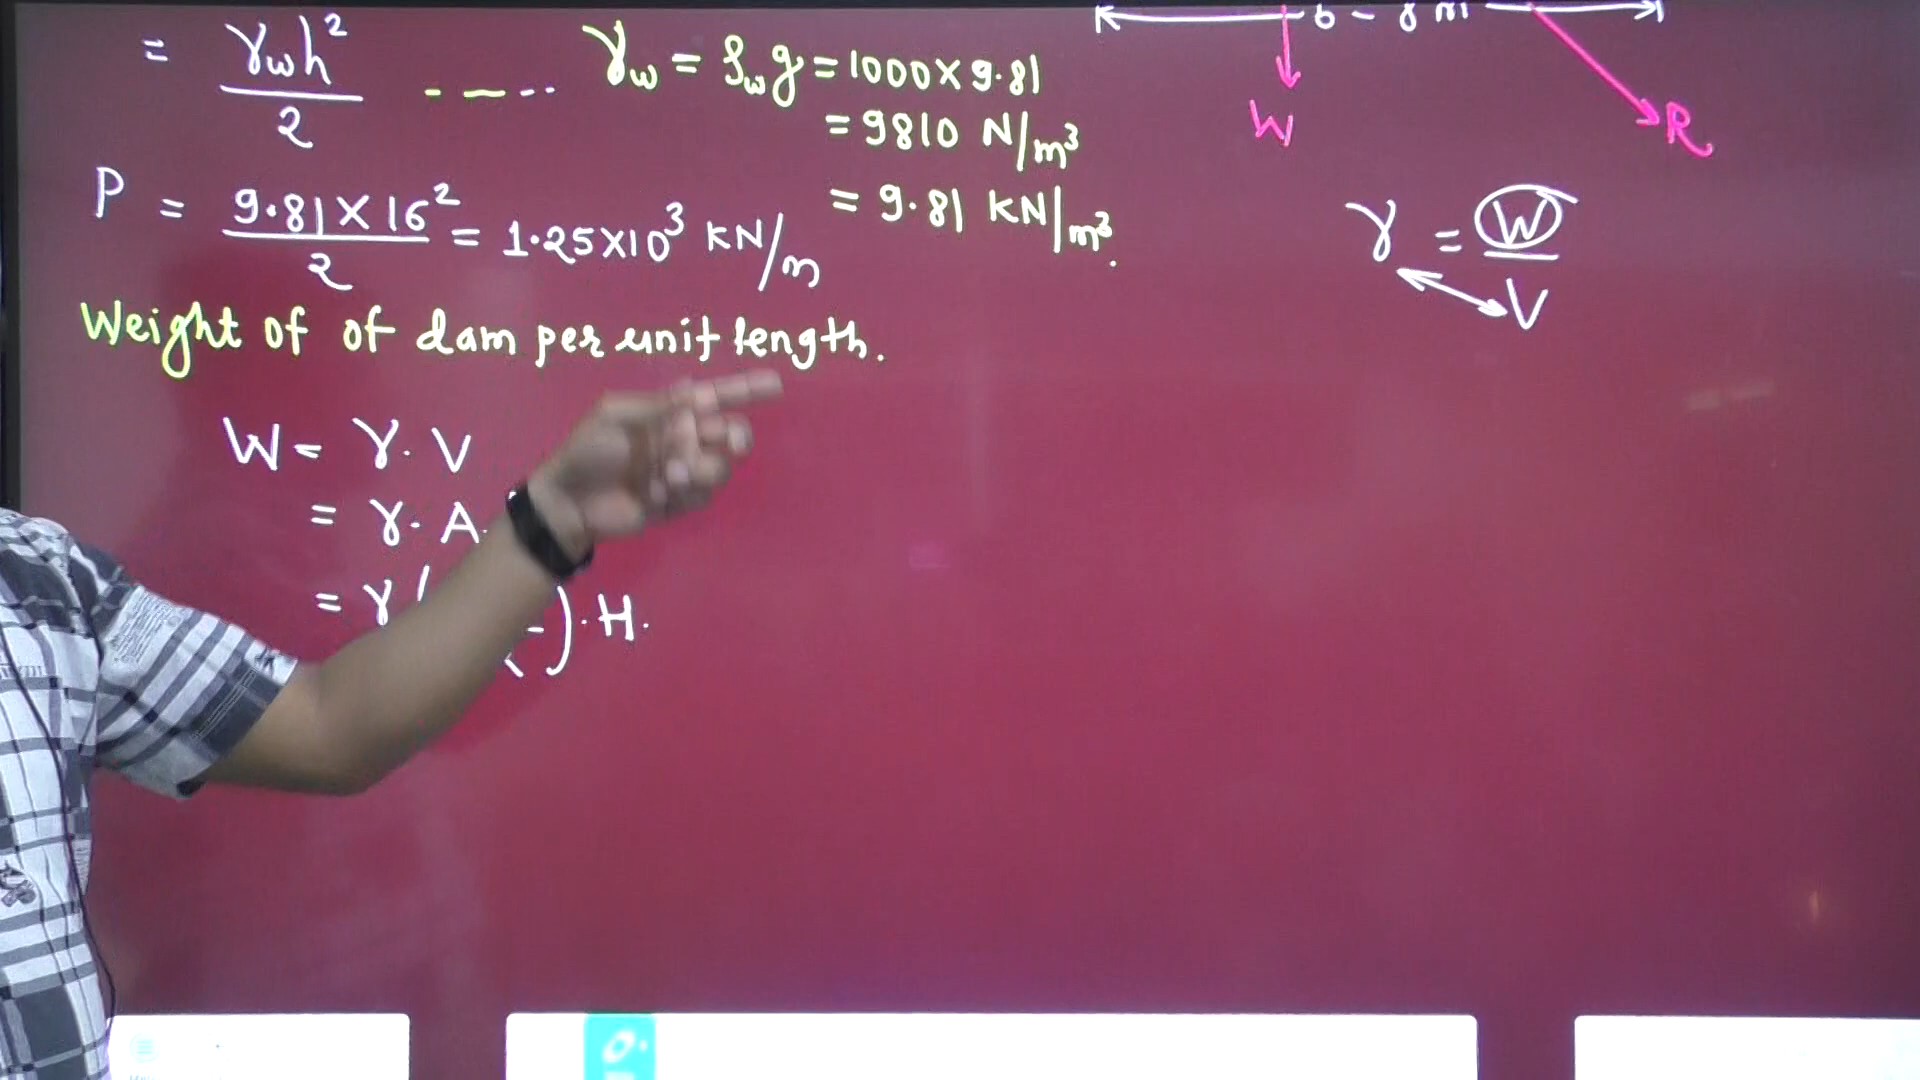 = γwh²/2 ---- γw = ρwg = 1000×9.81
= 9810 N/m³
= 9.81 KN/m³.
P = 9.81×16²/2 = 1.25×10³ KN/m
Weight of of dam per unit length.
W = γ. V
= γ. A.
= γ( ).H.
b = 8 m
W
R
γ = W/V